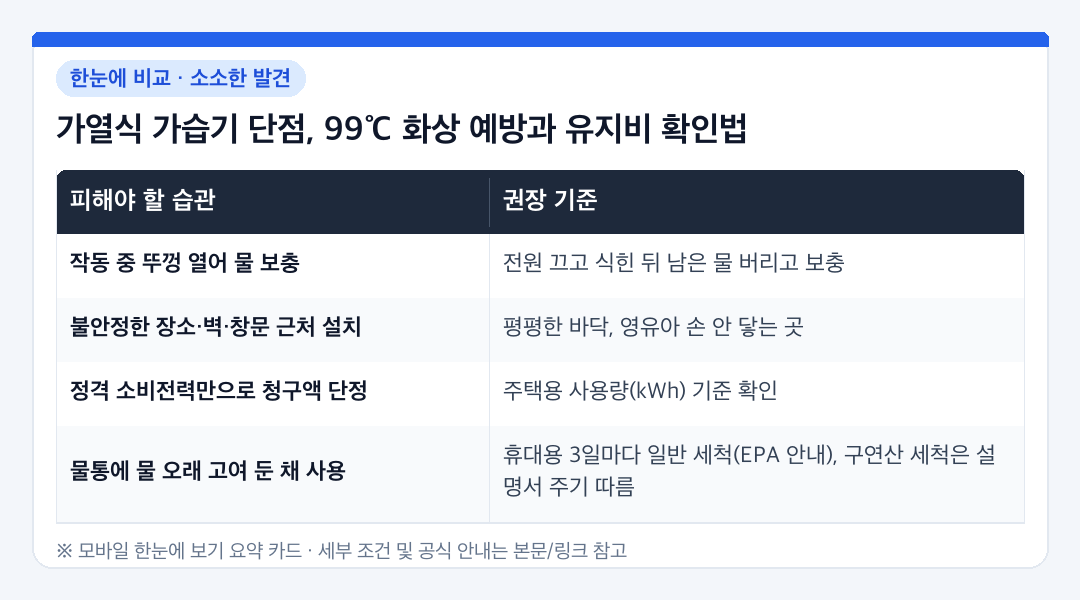 한눈에 비교 · 소소한 발견
가열식 가습기 단점, 99℃ 화상 예방과 유지비 확인법
피해야 할 습관
권장 기준
작동 중 뚜껑 열어 물 보충
전원 끄고 식힌 뒤 남은 물 버리고 보충
불안정한 장소·벽·창문 근처 설치
평평한 바닥, 영유아 손 안 닿는 곳
정격 소비전력만으로 청구액 단정
주택용 사용량(kWh) 기준 확인
물통에 물 오래 고여 둔 채 사용
휴대용 3일마다 일반 세척(EPA 안내), 구연산 세척은 설
명서 주기 따름
※ 모바일 한눈에 보기 요약 카드 · 세부 조건 및 공식 안내는 본문/링크 참고